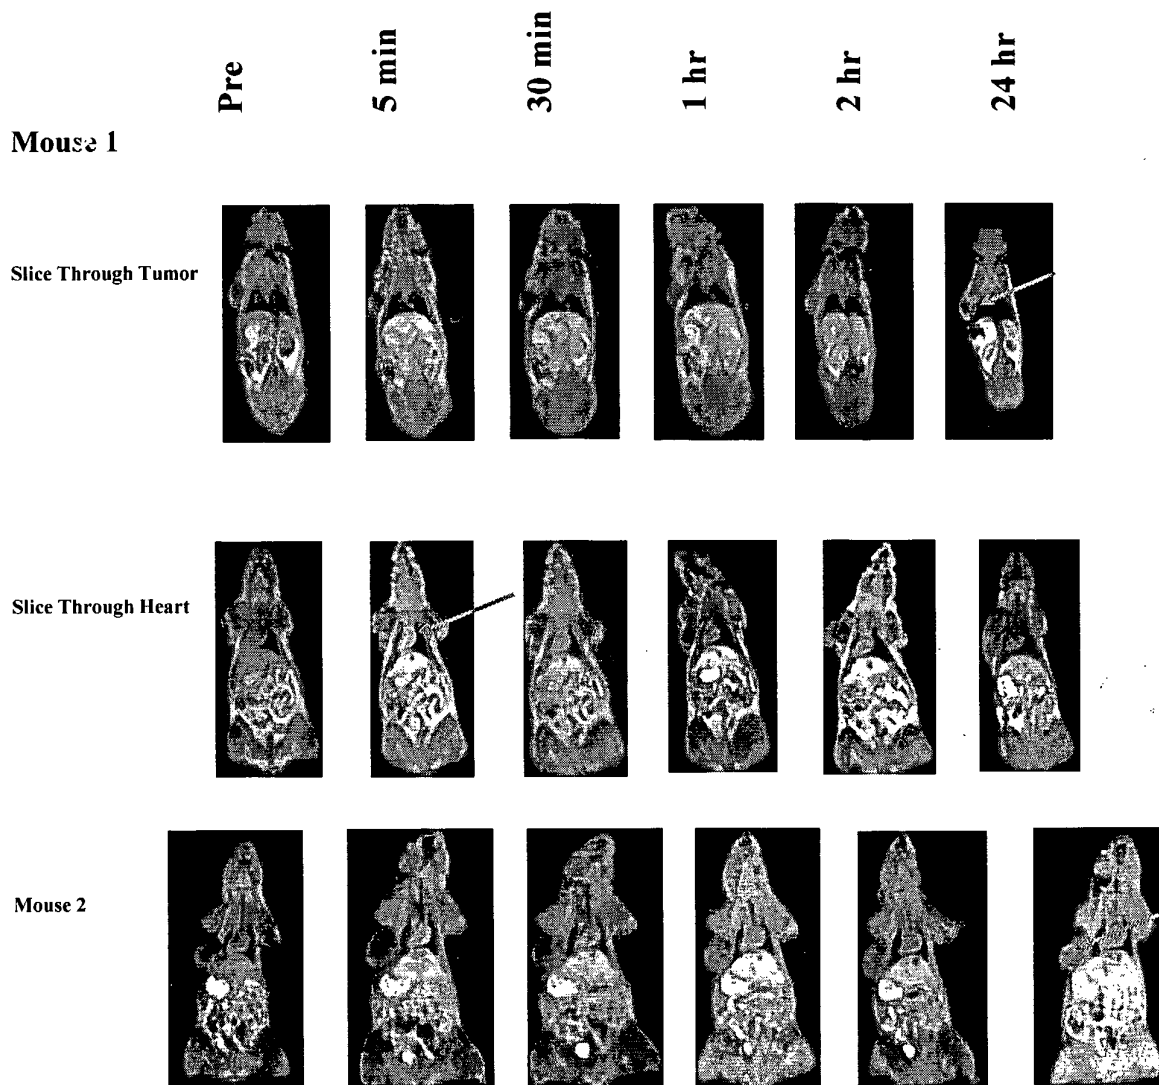 Pre
5 min
30 min
1 hr
2 hr
24 hr
Mouse 1
Slice Through Tumor
Slice Through Heart
Mouse 2